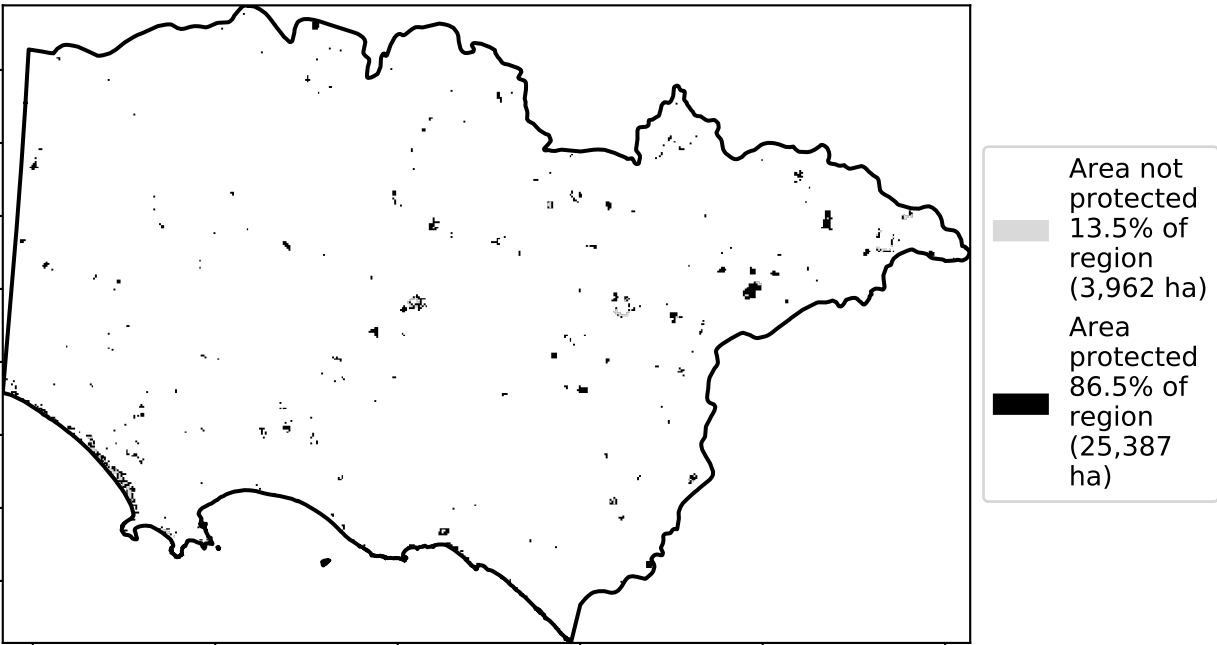 Area not
protected
13.5% of
region
(3,962 ha)
Area
protected
86.5% of
region
(25,387
ha)